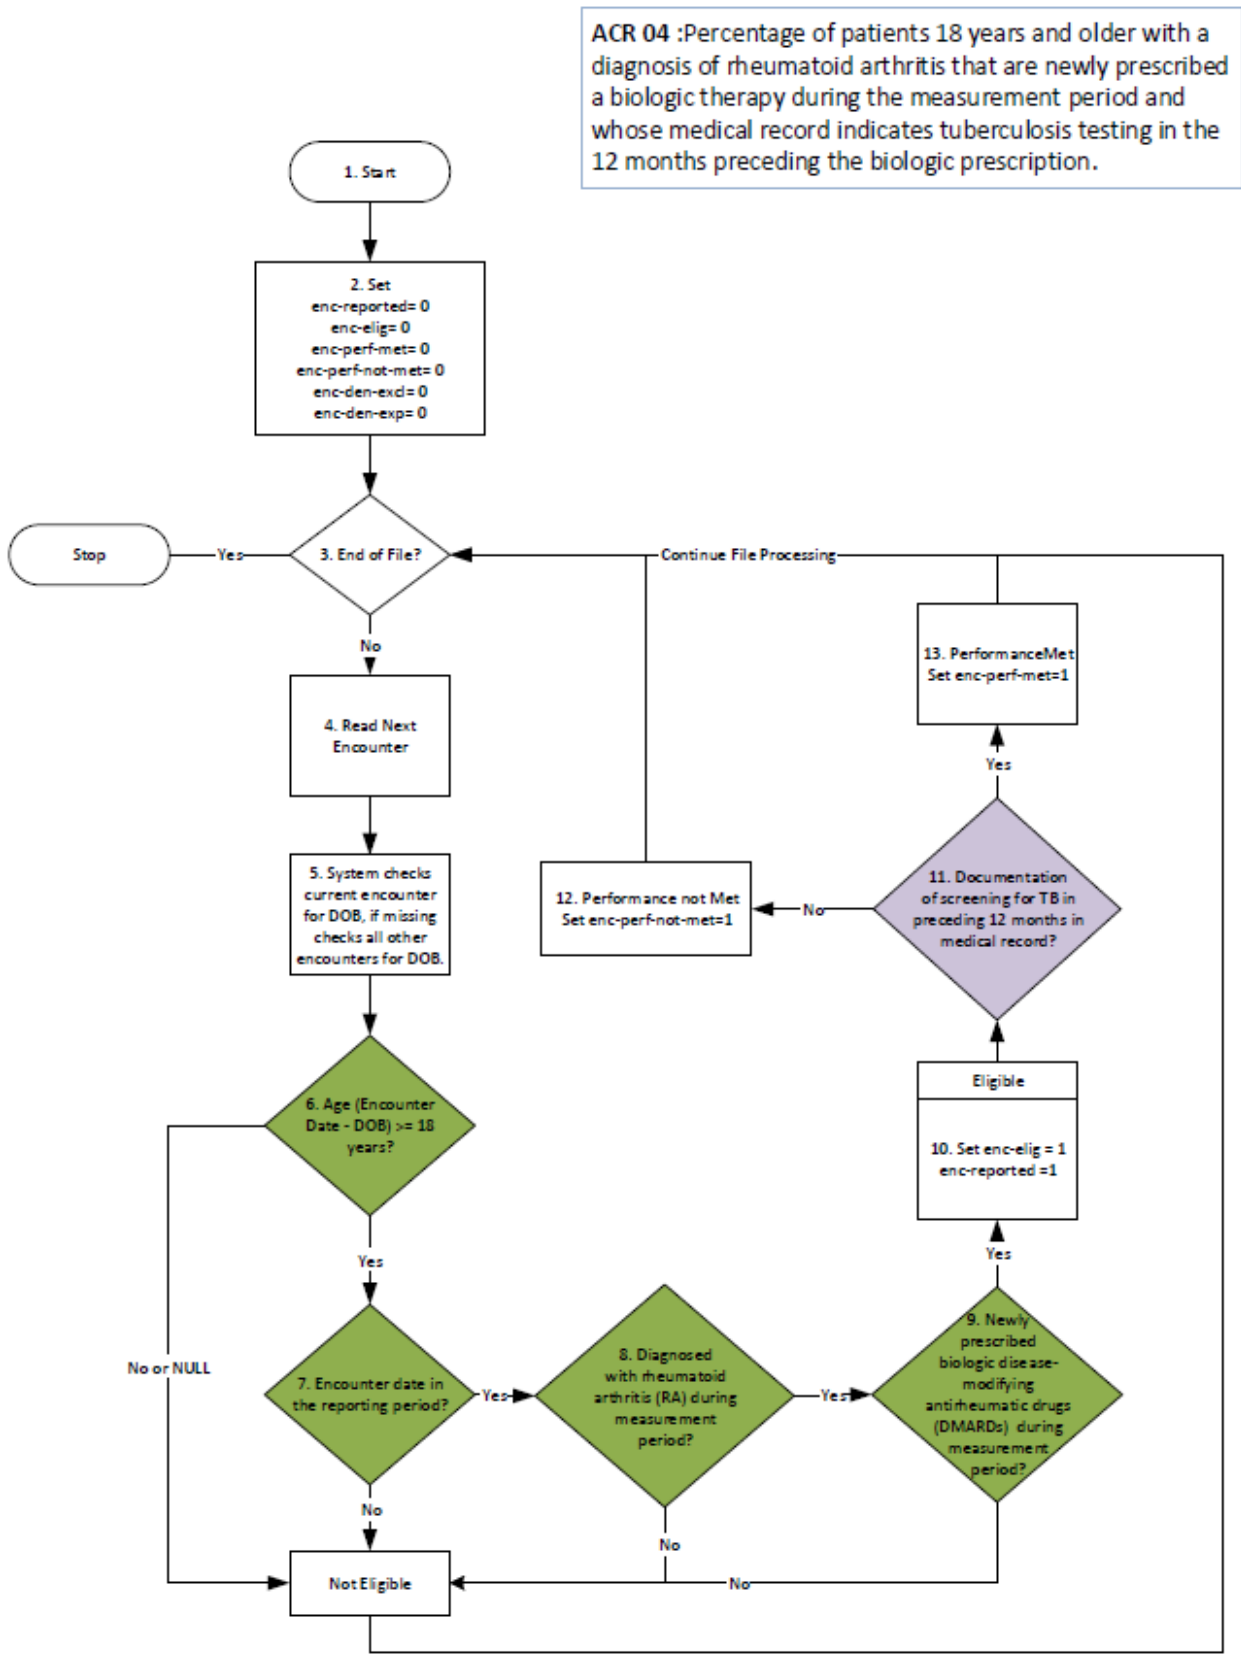 ACR 04 :Percentage of patients 18 years and older with a
diagnosis of rheumatoid arthritis that are newly prescribed
a biologic therapy during the measurement period and
whose medical record indicates tuberculosis testing in the
12 months preceding the biologic prescription.
1. Start
2. Set
enc-reported= 0
enc-elig= 0
enc-perf-met= 0
enc-perf-not-met= 0
enc-den-excl= 0
enc-den-exp= 0
Stop
Yes
3. End of File?
Continue File Processing
No
13. PerformanceMet
Set enc-perf-met=1
4. Read Next
Encounter
Yes
5. System checks
current encounter
for DOB, if missing
checks all other
encounters for DOB.
12. Performance not Met
Set enc-perf-not-met=1
No
11. Documentation
of screening for TB in
preceding 12 months in
medical record?
6. Age (Encounter
Date - DOB) >= 18
years?
Eligible
10. Set enc-elig = 1
enc-reported =1
Yes
Yes
No or NULL
7. Encounter date in
the reporting period?
Yes
8. Diagnosed
with rheumatoid
arthritis (RA) during
measurement
period?
Yes
9. Newly
prescribed
biologic disease-
modifying
antirheumatic drugs
(DMARDs) during
measurement
period?
No
No
No
Not Eligible